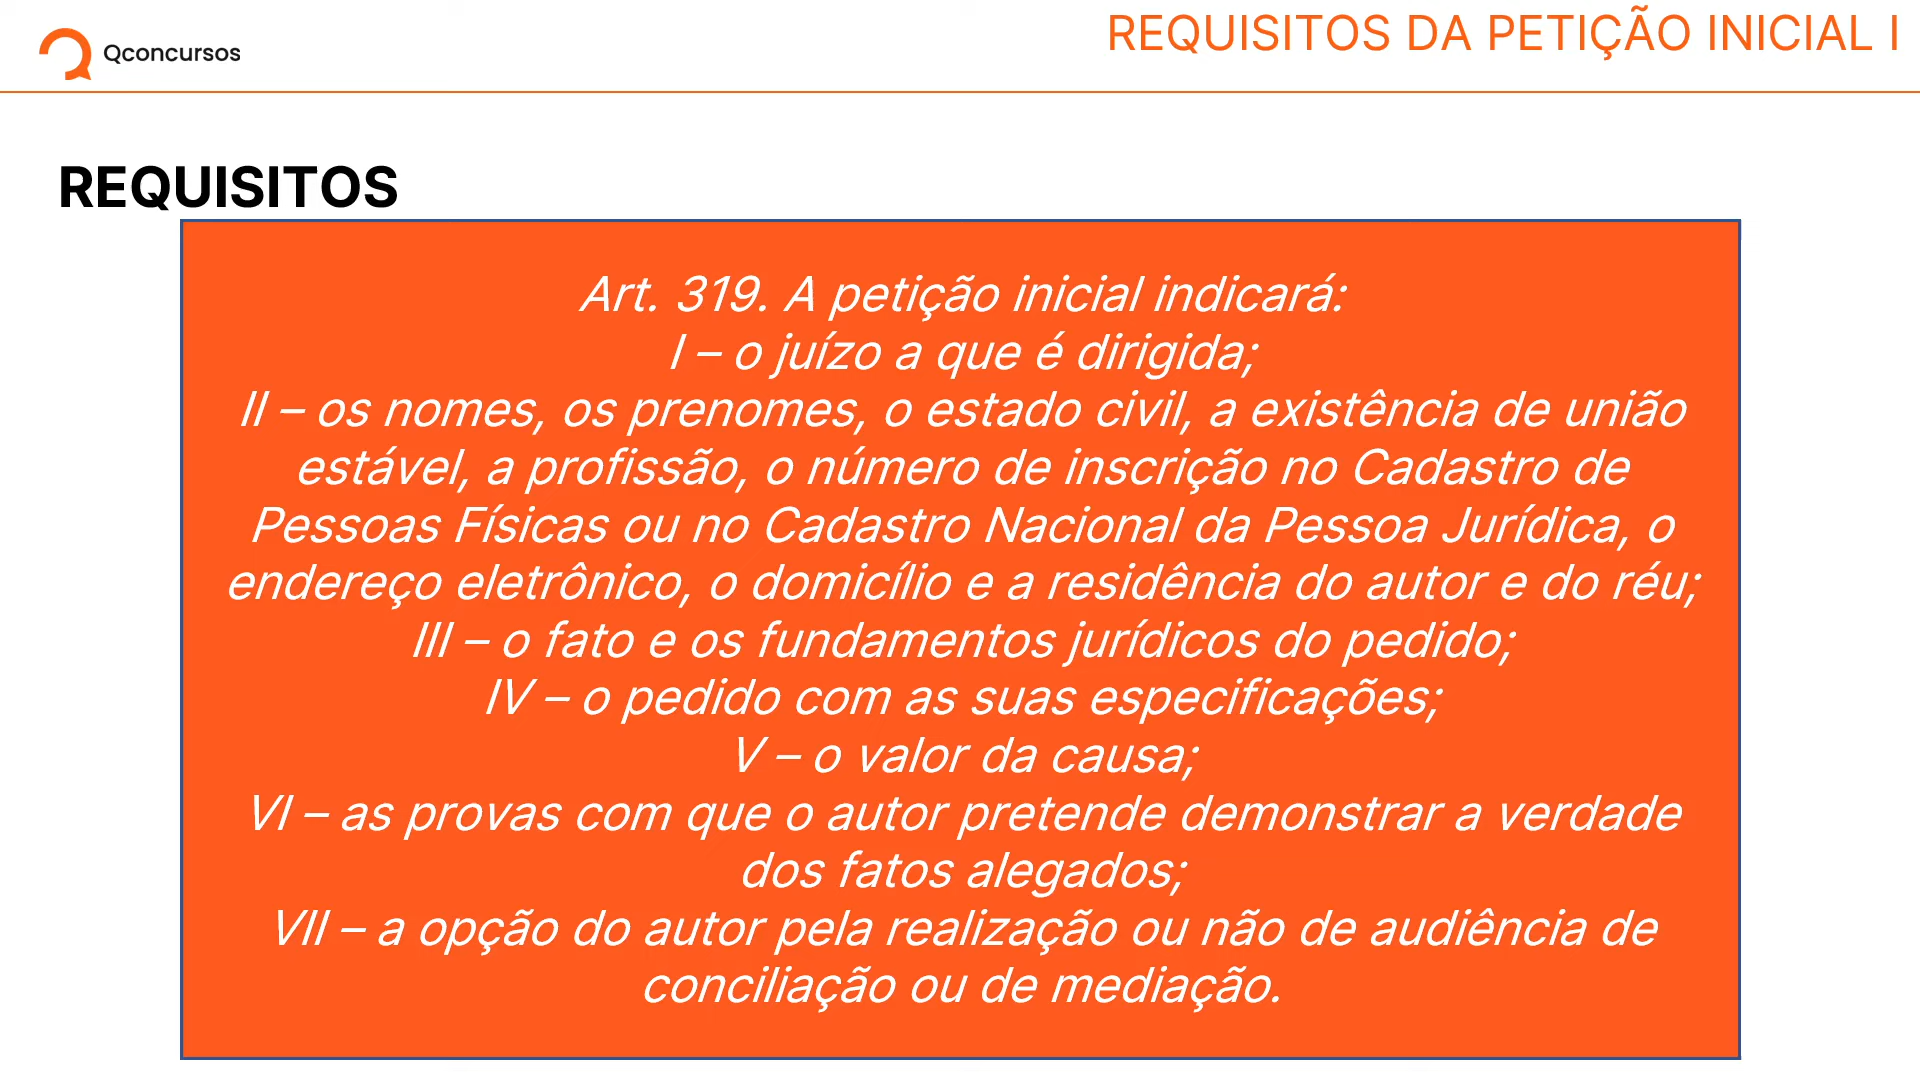 Qconcursos
REQUISITOS DA PETIÇÃO INICIAL I
REQUISITOS
Art. 319. A petição inicial indicará:
I – o juízo a que é dirigida;
II – os nomes, os prenomes, o estado civil, a existência de união
estável, a profissão, o número de inscrição no Cadastro de
Pessoas Físicas ou no Cadastro Nacional da Pessoa Jurídica, o
endereço eletrônico, o domicílio e a residência do autor e do réu;
III – o fato e os fundamentos jurídicos do pedido;
IV – o pedido com as suas especificações;
V – o valor da causa;
VI – as provas com que o autor pretende demonstrar a verdade
dos fatos alegados;
VII – a opção do autor pela realização ou não de audiência de
conciliação ou de mediação.